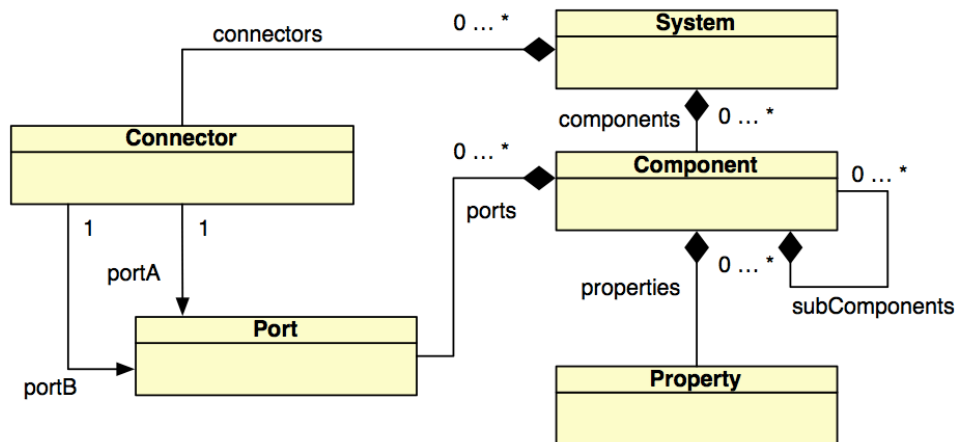 System
0 ... *
connectors
components
0 ... *
Connector
0 ... *
Component
0 ... *
ports
1
1
portA
properties
0 ... *
subComponents
Port
portB
Property